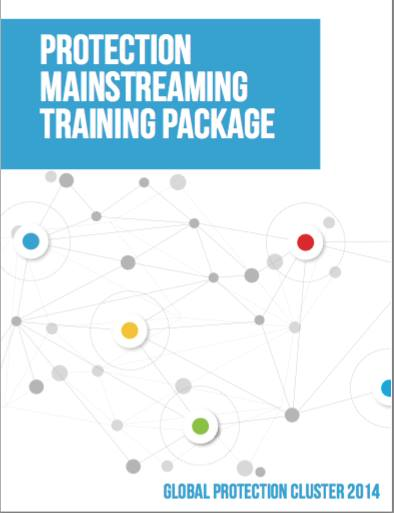 PROTECTION
MAINSTREAMING
TRAINING PACKAGE
GLOBAL PROTECTION CLUSTER 2014